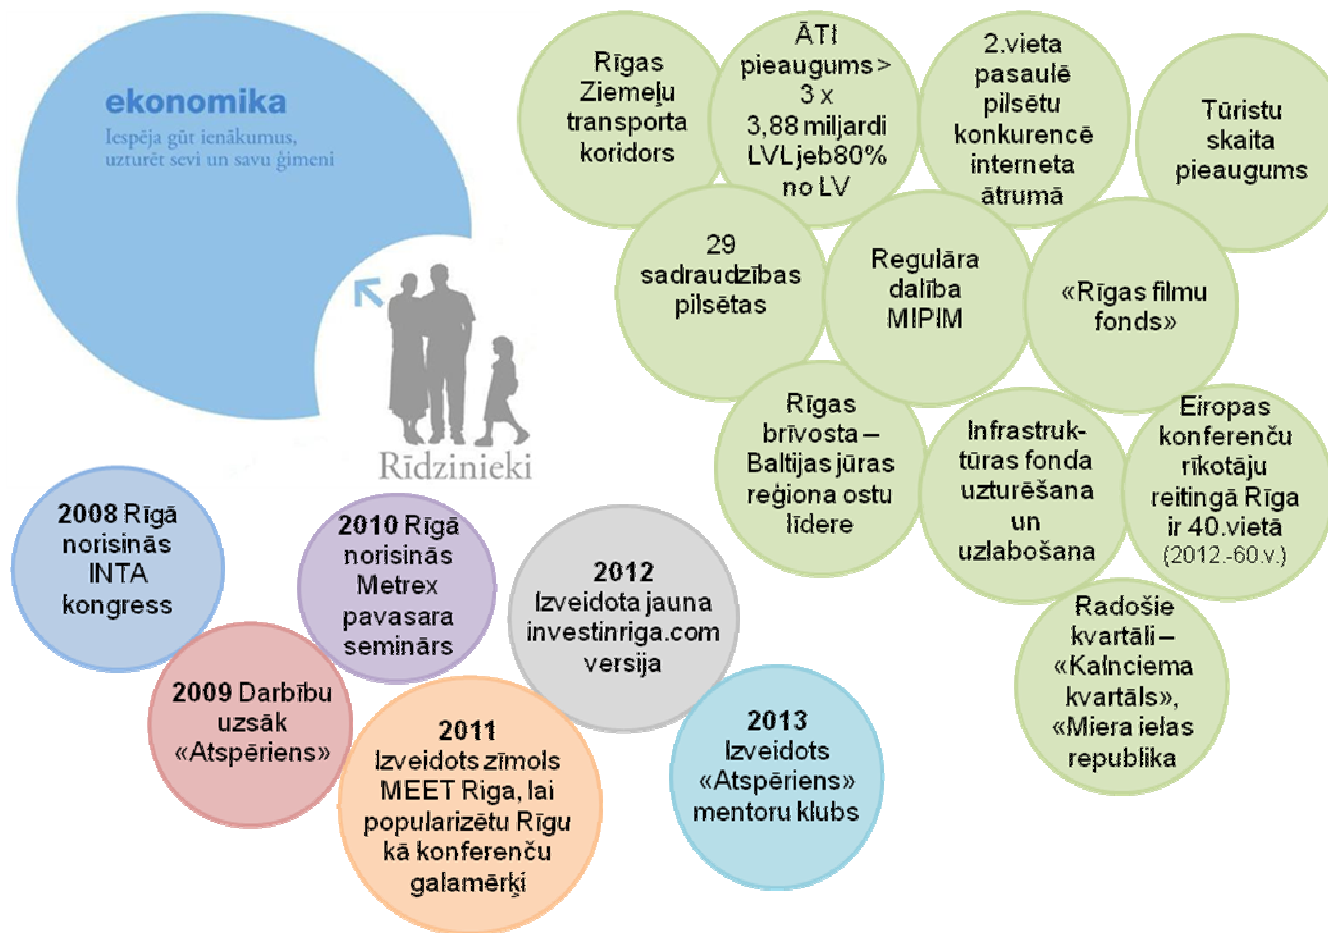 ekonomika
Iespēja gūt ienākumus,
uzturēt sevi un savu ģimeni
Rīdzinieki
Rīgas
Ziemeļu
transporta
koridors
ĀTI
pieaugums >
3 x
3,88 miljardi
LVL jeb 80%
no LV
2.vieta
pasaulē
pilsētu
konkurencē
interneta
ātrumā
Tūristu
skaita
pieaugums
29
sadraudzības
pilsētas
Regulāra
dalība
MIPIM
«Rīgas filmu
fonds»
Rīgas
brīvosta –
Baltijas jūras
reģiona ostu
līdere
Infrastruk-
tūras fonda
uzturēšana
un
uzlabošana
Eiropas
konferenču
rīkotāju
reitingā Rīga
ir 40.vietā
(2012.-60.v.)
Radošie
kvartāli –
«Kalnciema
kvartāls»,
«Miera ielas
republika
2008 Rīgā
norisinās
INTA
kongress
2009 Darbību
uzsāk
«Atspēriens»
2010 Rīgā
norisinās
Metrex
pavasara
seminārs
2011
Izveidots zīmols
MEET Riga, lai
popularizētu Rīgu
kā konferenču
galamērķi
2012
Izveidota jauna
investinriga.com
versija
2013
Izveidots
«Atspēriens»
mentoru klubs